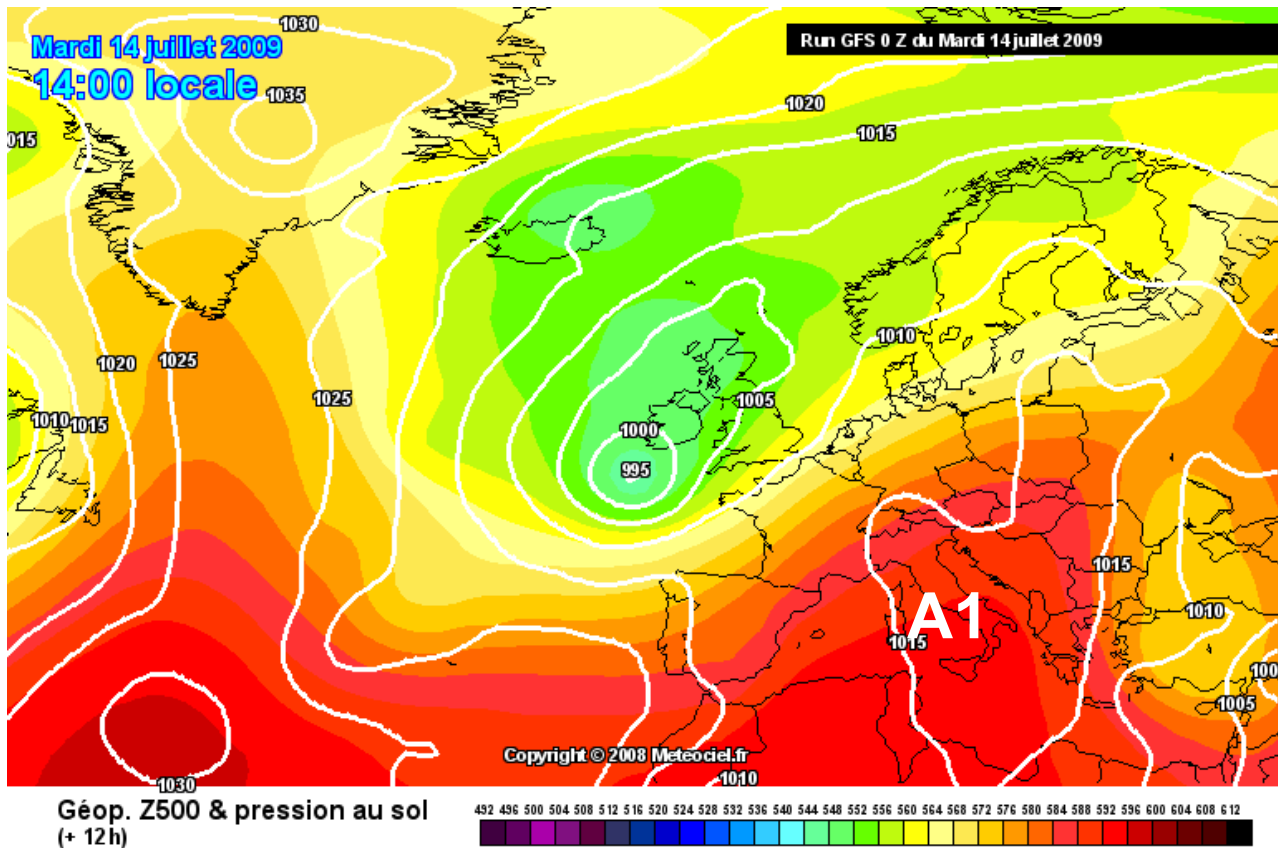 1030
Mardi 14 juillet 2009
Run GFS 0 Z du Mardi 14 juillet 2009
14:00 locale
1035
1020
1015
015
1010
1020
1025
1025
1005
1010
1015
1000
995
1015
1010
A1
1015
100
1005
Copyright © 2008 Meteociel.fr
1010
1030
Géop. Z500 & pression au sol
(+ 12h)
492 496 500 504 508 512 516 520 524 528 532 536 540 544 548 552 556 560 564 568 572 576 580 584 588 592 596 600 604 608 612